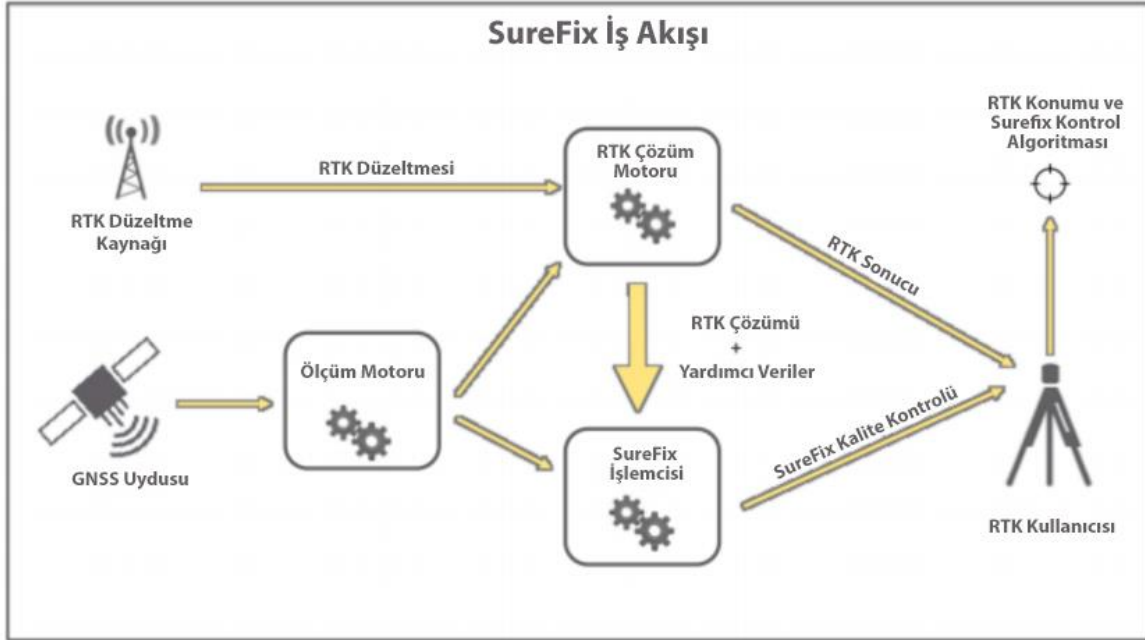 SureFix İş Akışı
RTK Düzeltme
Kaynağı
RTK Düzeltmesi
RTK Çözüm
Motoru
RTK Konumu ve
Surefix Kontrol
Algoritması
RTK Sonucu
GNSS Uydusu
Ölçüm Motoru
RTK Çözümü
+
Yardımcı Veriler
SureFix
İşlemcisi
SureFix Kalite Kontrolü
RTK Kullanıcısı